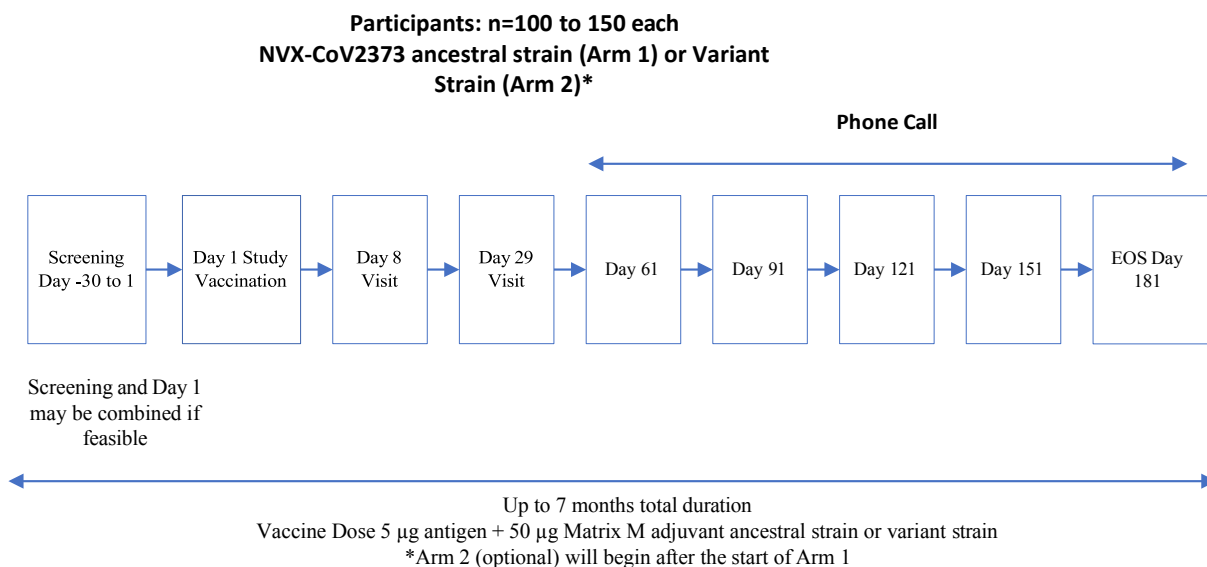 Participants: n=100 to 150 each
NVX-CoV2373 ancestral strain (Arm 1) or Variant
Strain (Arm 2)*
Phone Call
Screening
Day -30 to 1
Day 1 Study
Vaccination
Day 8
Visit
Day 29
Visit
Day 61
Day 91
Day 121
Day 151
EOS Day
181
Screening and Day 1
may be combined if
feasible
Up to 7 months total duration
Vaccine Dose 5 µg antigen + 50 µg Matrix M adjuvant ancestral strain or variant strain
*Arm 2 (optional) will begin after the start of Arm 1